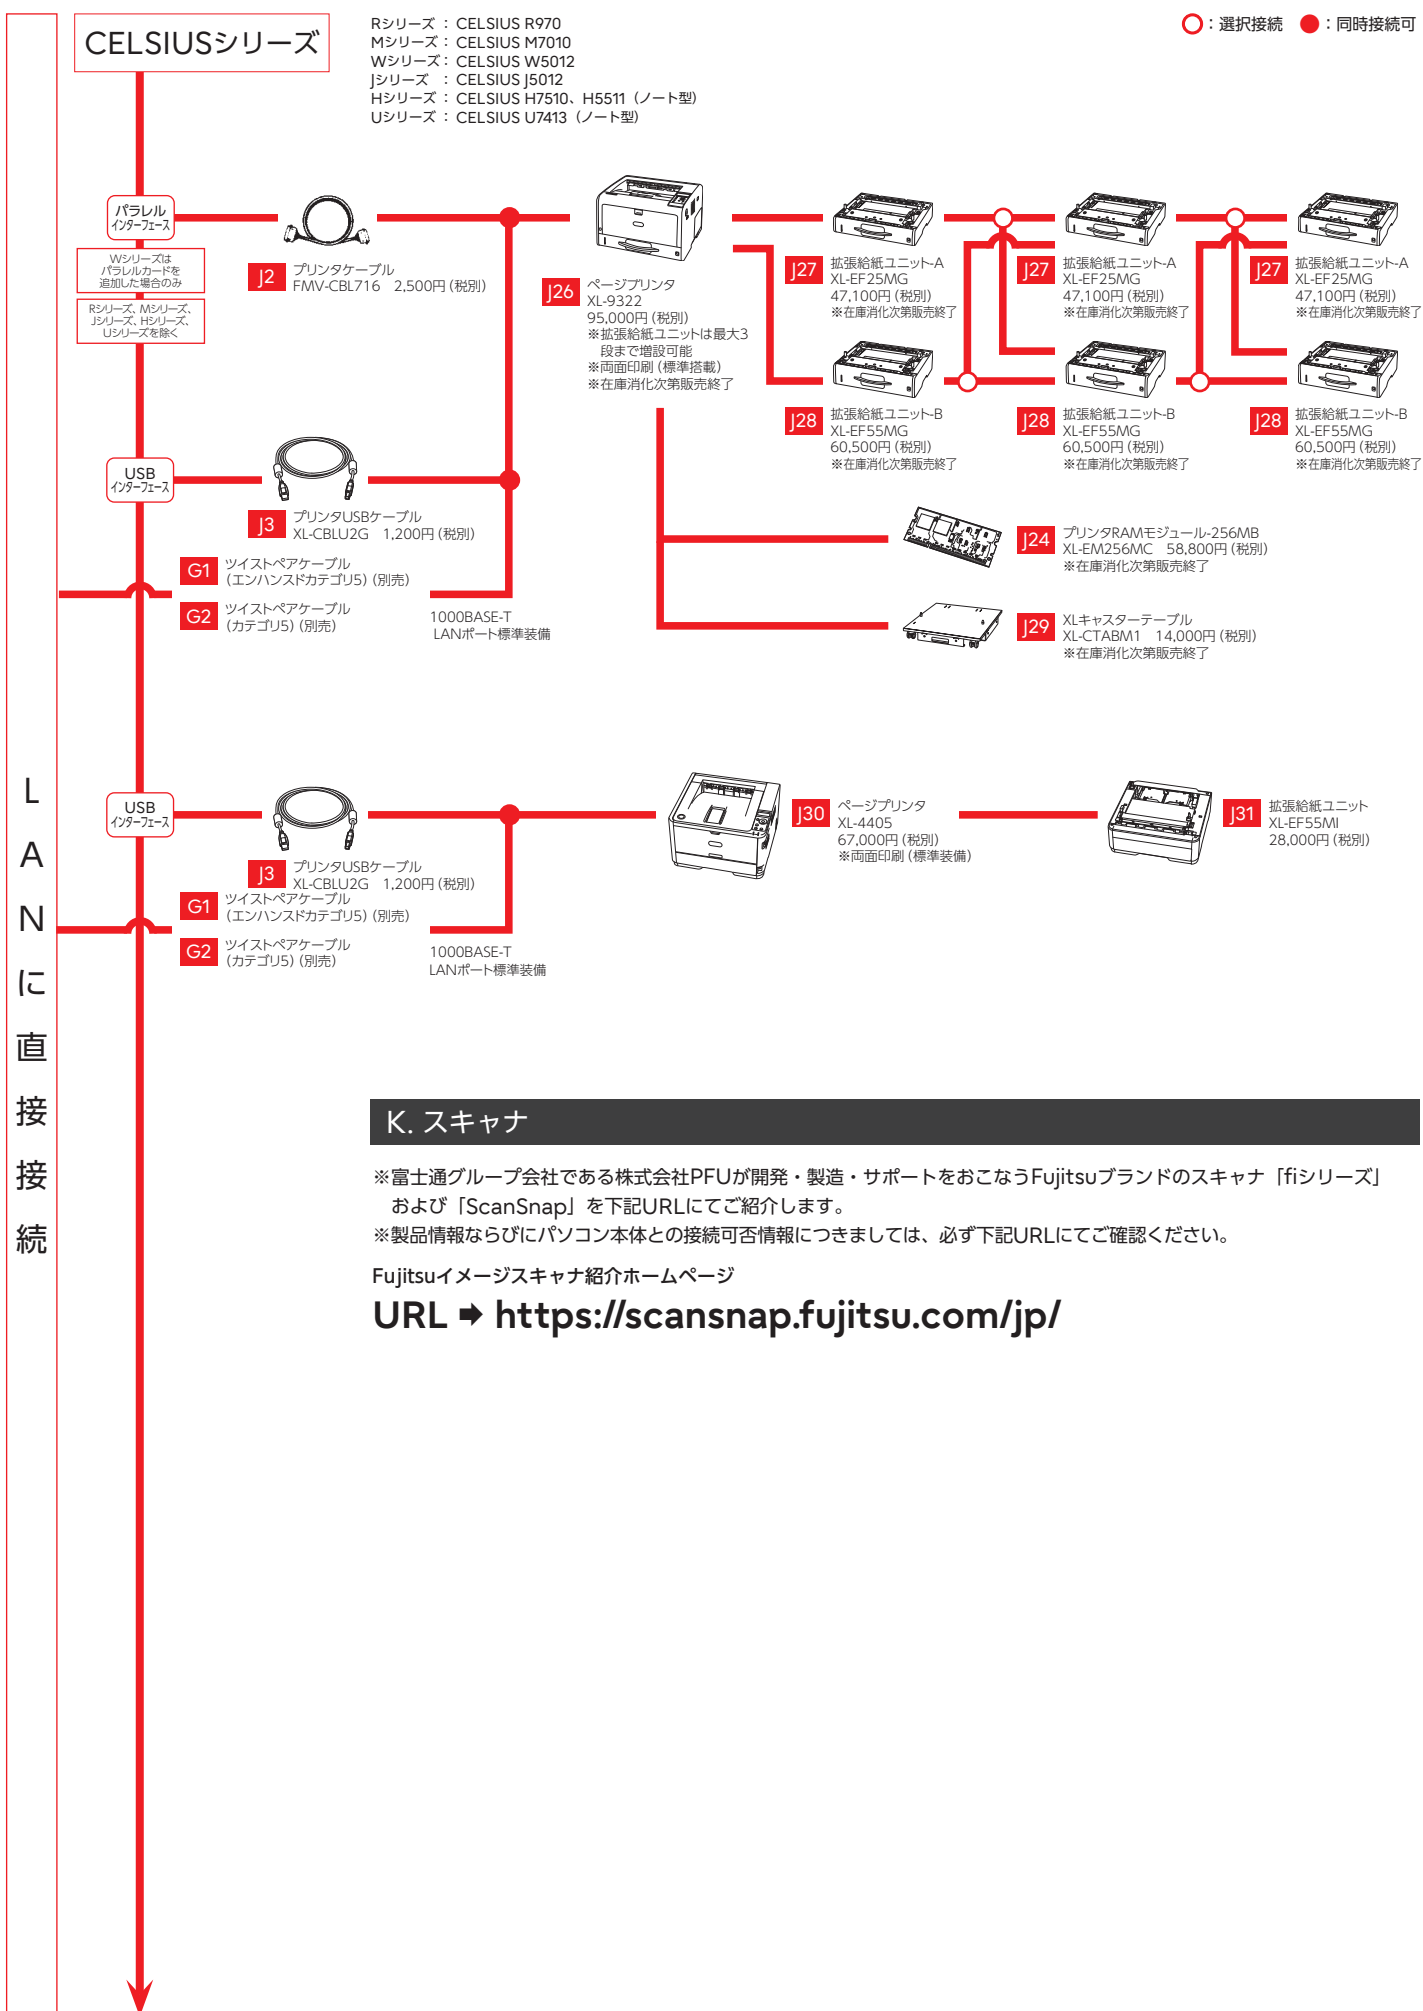 CELSIUSシリーズ
Rシリーズ ： CELSIUS R970
Mシリーズ： CELSIUS M7010
Wシリーズ： CELSIUS W5012
Jシリーズ ： CELSIUS J5012
Hシリーズ ： CELSIUS H7510、H5511（ノート型）
Uシリーズ ： CELSIUS U7413（ノート型）
：選択接続 ：同時接続可
パラレル
インターフェース
Wシリーズは
パラレルカードを
追加した場合のみ
Rシリーズ、Mシリーズ、
Jシリーズ、Hシリーズ、
Uシリーズを除く
J2 プリンタケーブル
FMV-CBL716 2,500円（税別）
J26 ページプリンタ
XL-9322
95,000円（税別）
※拡張給紙ユニットは最大3
段まで増設可能
※両面印刷（標準搭載）
※在庫消化次第販売終了
J27 拡張給紙ユニット-A
XL-EF25MG
47,100円（税別）
※在庫消化次第販売終了
J27 拡張給紙ユニット-A
XL-EF25MG
47,100円（税別）
※在庫消化次第販売終了
J27 拡張給紙ユニット-A
XL-EF25MG
47,100円（税別）
※在庫消化次第販売終了
J28 拡張給紙ユニット-B
XL-EF55MG
60,500円（税別）
※在庫消化次第販売終了
J28 拡張給紙ユニット-B
XL-EF55MG
60,500円（税別）
※在庫消化次第販売終了
J28 拡張給紙ユニット-B
XL-EF55MG
60,500円（税別）
※在庫消化次第販売終了
USB
インターフェース
J3 プリンタUSBケーブル
XL-CBLU2G 1,200円（税別）
G1 ツイストペアケーブル
（エンハンスドカテゴリ5）（別売）
G2 ツイストペアケーブル
（カテゴリ5）（別売）
1000BASE-T
LANポート標準装備
J24 プリンタRAMモジュール-256MB
XL-EM256MC 58,800円（税別）
※在庫消化次第販売終了
J29 XLキャスターテーブル
XL-CTABM1 14,000円（税別）
※在庫消化次第販売終了
USB
インターフェース
J3 プリンタUSBケーブル
XL-CBLU2G 1,200円（税別）
G1 ツイストペアケーブル
（エンハンスドカテゴリ5）（別売）
G2 ツイストペアケーブル
（カテゴリ5）（別売）
1000BASE-T
LANポート標準装備
J30 ページプリンタ
XL-4405
67,000円（税別）
※両面印刷（標準装備）
J31 拡張給紙ユニット
XL-EF55MI
28,000円（税別）
LANに直接接続
K. スキャナ
※富士通グループ会社である株式会社PFUが開発・製造・サポートをおこなうFujitsuブランドのスキャナ「fiシリーズ」
および「ScanSnap」を下記URLにてご紹介します。
※製品情報ならびにパソコン本体との接続可否情報につきましては、必ず下記URLにてご確認ください。
Fujitsuイメージスキャナ紹介ホームページ
URL ➡ https://scansnap.fujitsu.com/jp/